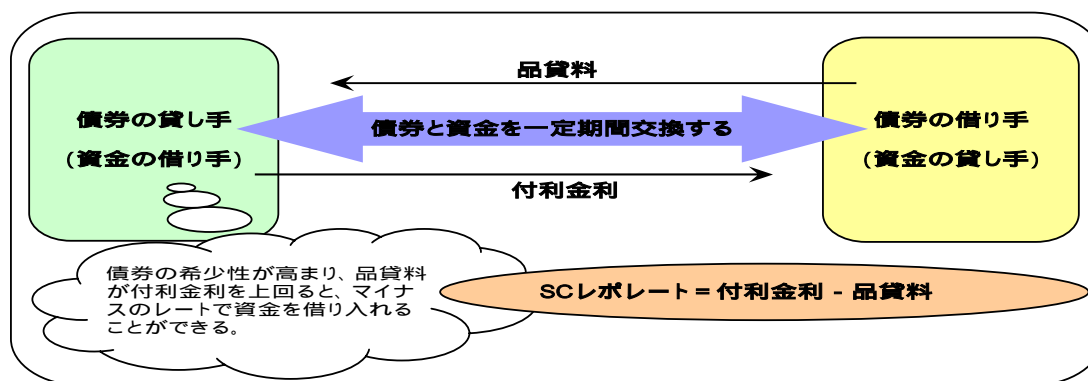 品貸料
債券の貸し手
(資金の借り手)
債券と資金を一定期間交換する
債券の借り手
(資金の貸し手)
付利金利
債券の希少性が高まり、品貸料
が付利金利を上回ると、マイナ
スのレートで資金を借り入れる
ことができる。
SCレポレート = 付利金利 - 品貸料